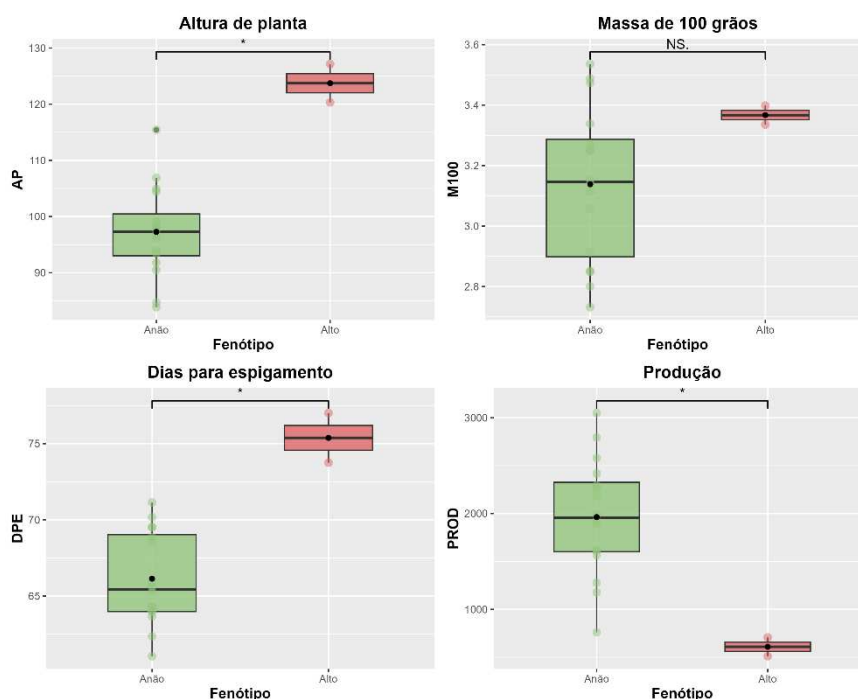 Altura de planta
*
130
120
110
100
90
AP
Anão
Alto
Fenótipo
Massa de 100 grãos
NS.
3.6
3.4
3.2
3.0
2.8
M100
Anão
Alto
Fenótipo
Dias para espigamento
*
75
70
65
DPE
Anão
Alto
Fenótipo
Produção
*
3000
2000
1000
PROD
Anão
Alto
Fenótipo